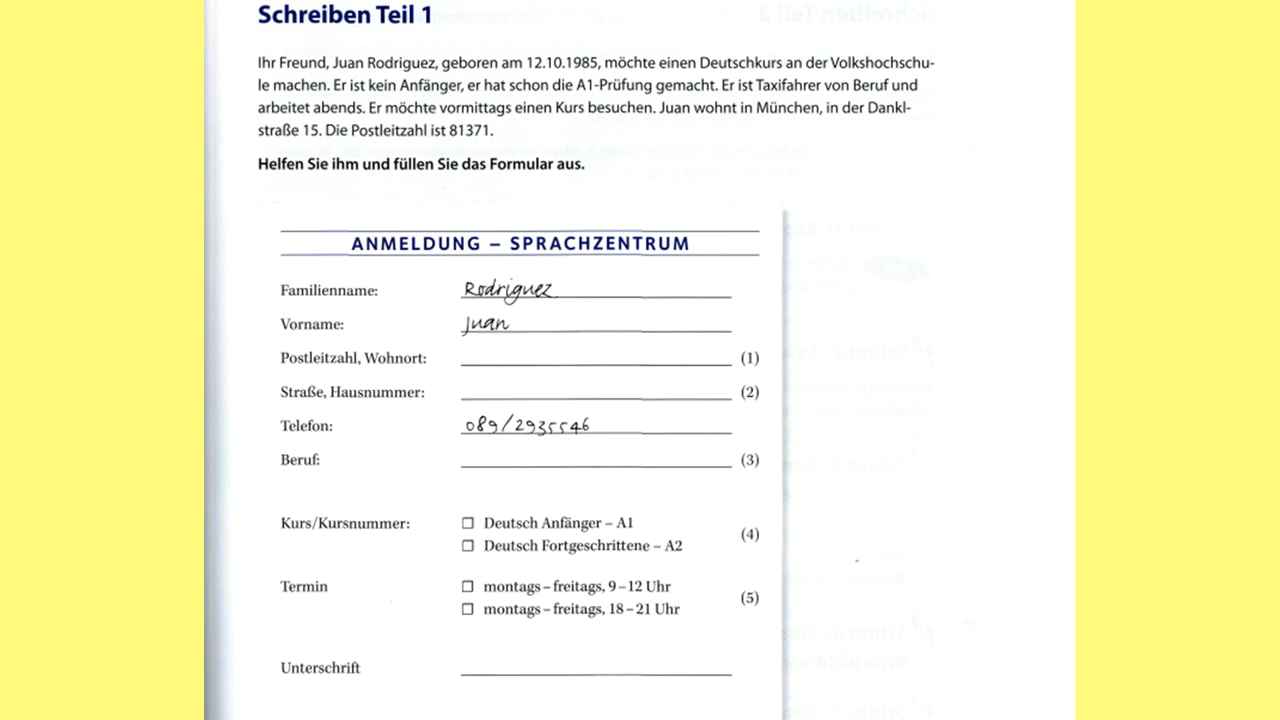 Schreiben Teil 1
Ihr Freund, Juan Rodriguez, geboren am 12.10.1985, möchte einen Deutschkurs an der Volkshochschu-
le machen. Er ist kein Anfänger, er hat schon die A1-Prüfung gemacht. Er ist Taxifahrer von Beruf und
arbeitet abends. Er möchte vormittags einen Kurs besuchen. Juan wohnt in München, in der Dankl-
straße 15. Die Postleitzahl ist 81371.
Helfen Sie ihm und füllen Sie das Formular aus.
ANMELDUNG – SPRACHZENTRUM
Familienname: Rodriguez
Vorname: Juan
Postleitzahl, Wohnort: (1)
Straße, Hausnummer: (2)
Telefon: 089/2935546
Beruf: (3)
Kurs/Kursnummer: ☐ Deutsch Anfänger – A1
☐ Deutsch Fortgeschrittene – A2 (4)
Termin ☐ montags – freitags, 9 – 12 Uhr
☐ montags – freitags, 18 – 21 Uhr (5)
Unterschrift